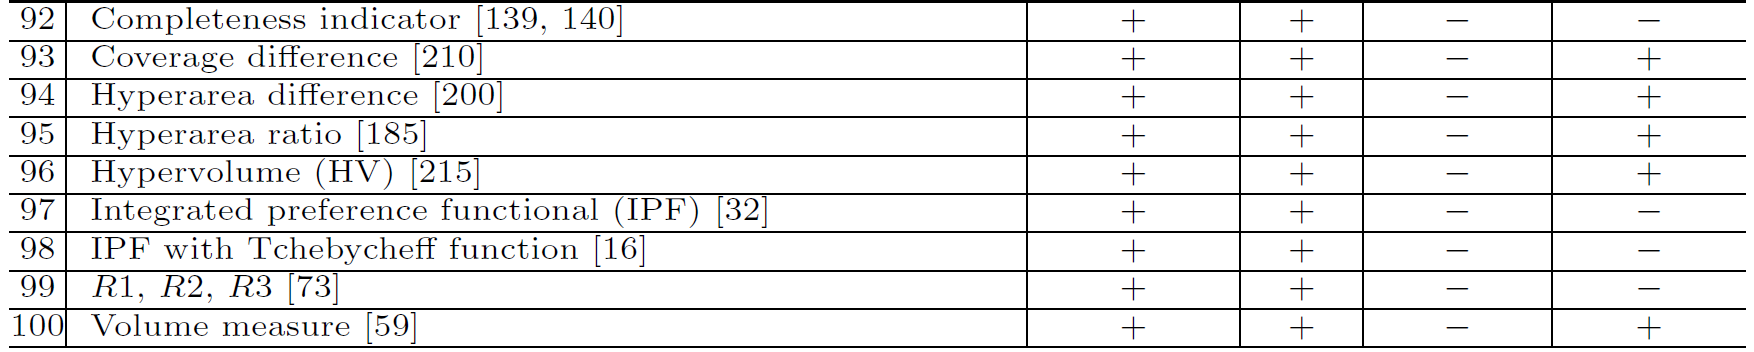 92 Completeness indicator [139, 140] + + − −
93 Coverage difference [210] + + − +
94 Hyperarea difference [200] + + − +
95 Hyperarea ratio [185] + + − +
96 Hypervolume (HV) [215] + + − +
97 Integrated preference functional (IPF) [32] + + − −
98 IPF with Tchebycheff function [16] + + − −
99 R1, R2, R3 [73] + + − −
100 Volume measure [59] + + − +